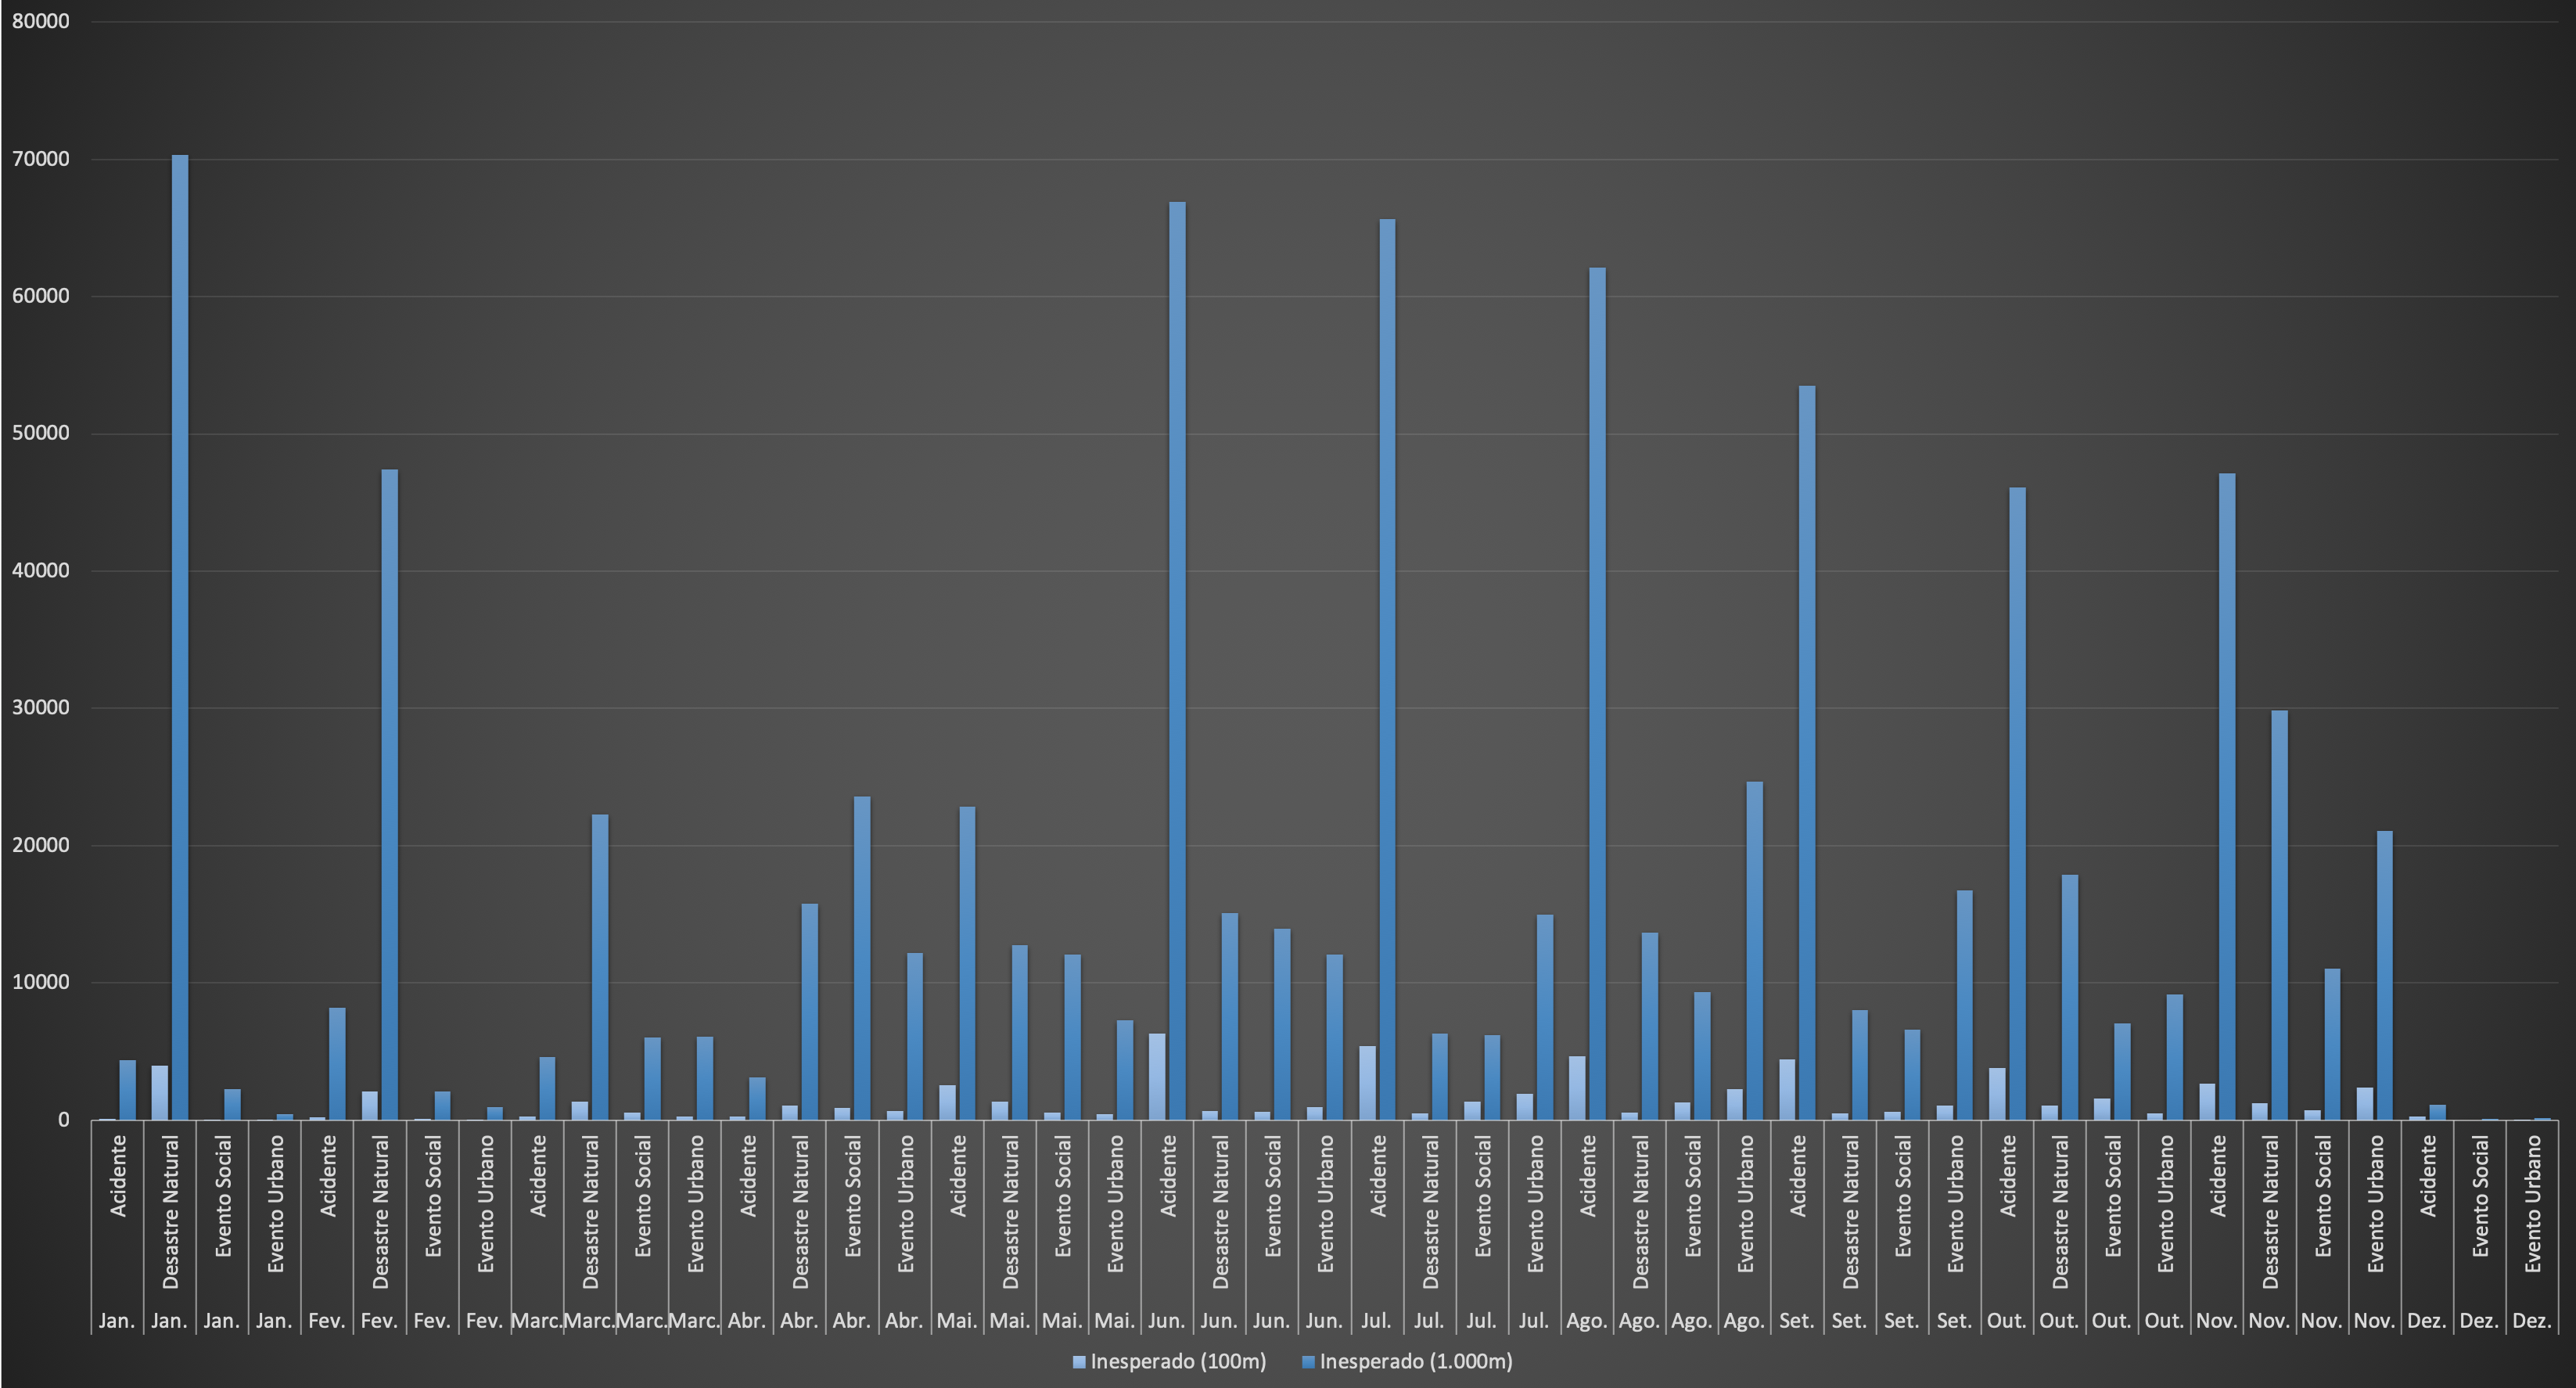 80000
70000
60000
50000
40000
30000
20000
10000
0
Acidente
Desastre Natural
Evento Social
Evento Urbano
Acidente
Desastre Natural
Evento Social
Evento Urbano
Acidente
Desastre Natural
Evento Social
Evento Urbano
Acidente
Desastre Natural
Evento Social
Evento Urbano
Acidente
Desastre Natural
Evento Social
Evento Urbano
Acidente
Desastre Natural
Evento Social
Evento Urbano
Acidente
Desastre Natural
Evento Social
Evento Urbano
Acidente
Desastre Natural
Evento Social
Evento Urbano
Acidente
Desastre Natural
Evento Social
Evento Urbano
Acidente
Desastre Natural
Evento Social
Evento Urbano
Acidente
Desastre Natural
Evento Social
Evento Urbano
Acidente
Evento Social
Evento Urbano
Jan. Jan. Jan. Jan. Fev. Fev. Fev. Fev. Marc. Marc. Marc. Marc. Abr. Abr. Abr. Abr. Mai. Mai. Mai. Mai. Jun. Jun. Jun. Jun. Jul. Jul. Jul. Jul. Ago. Ago. Ago. Ago. Set. Set. Set. Set. Out. Out. Out. Out. Nov. Nov. Nov. Nov. Dez. Dez. Dez.
Inesperado (100m) Inesperado (1.000m)